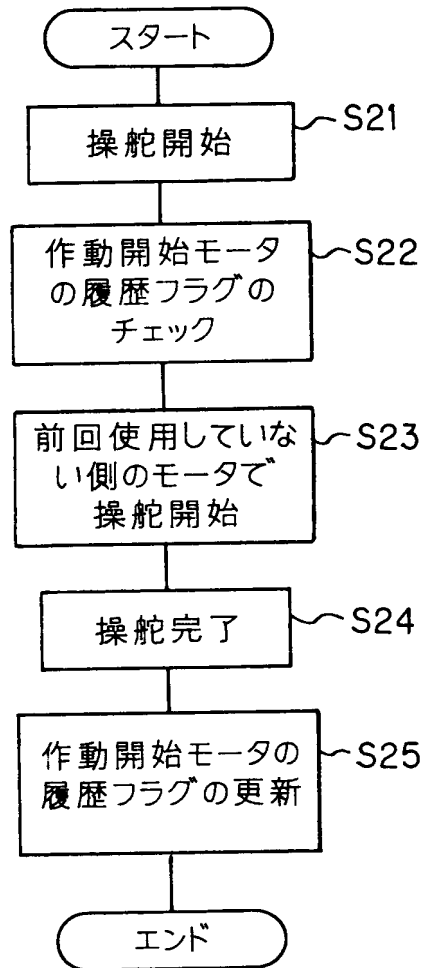 スタート
操舵開始
S21
作動開始モータ
の履歴フラグの
チェック
S22
前回使用していな
い側のモータで
操舵開始
S23
操舵完了
S24
作動開始モータの
履歴フラグの更新
S25
エンド